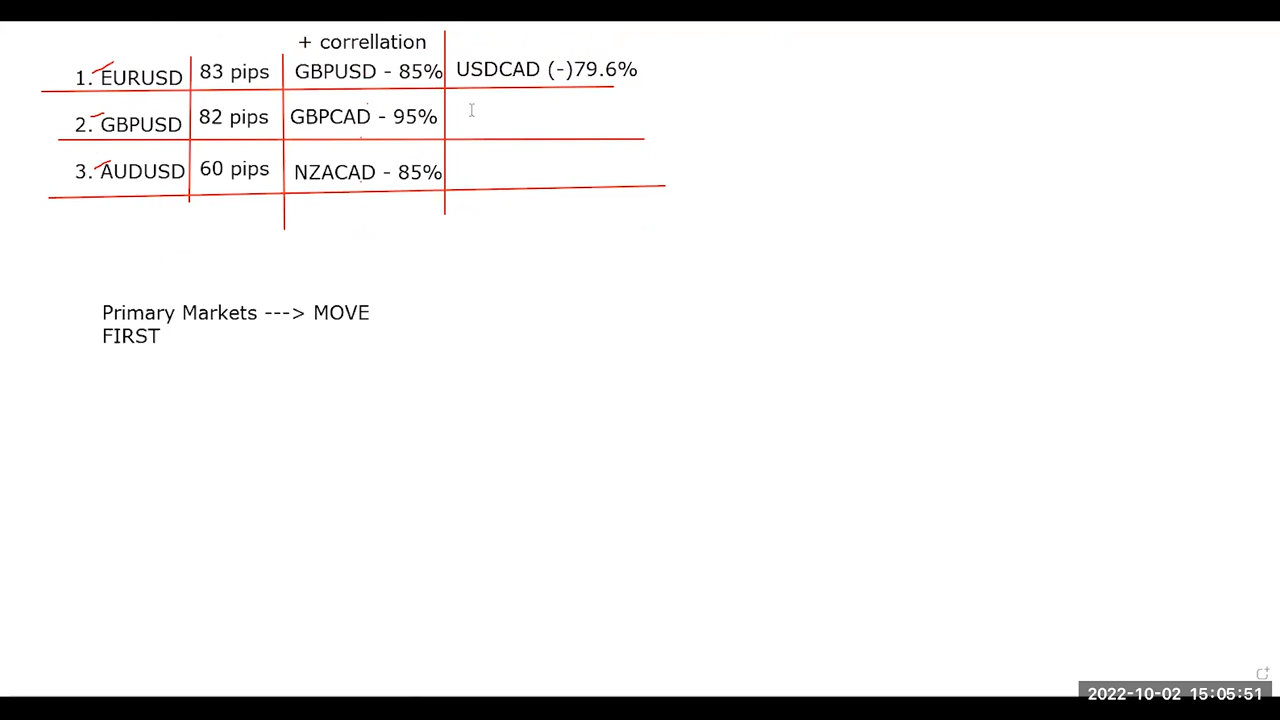 + correllation
1. EURUSD 83 pips GBPUSD - 85% USDCAD (-)79.6%
2. GBPUSD 82 pips GBPCAD - 95%
3. AUDUSD 60 pips NZACAD - 85%
Primary Markets ---> MOVE
FIRST
2022-10-02 15:05:51